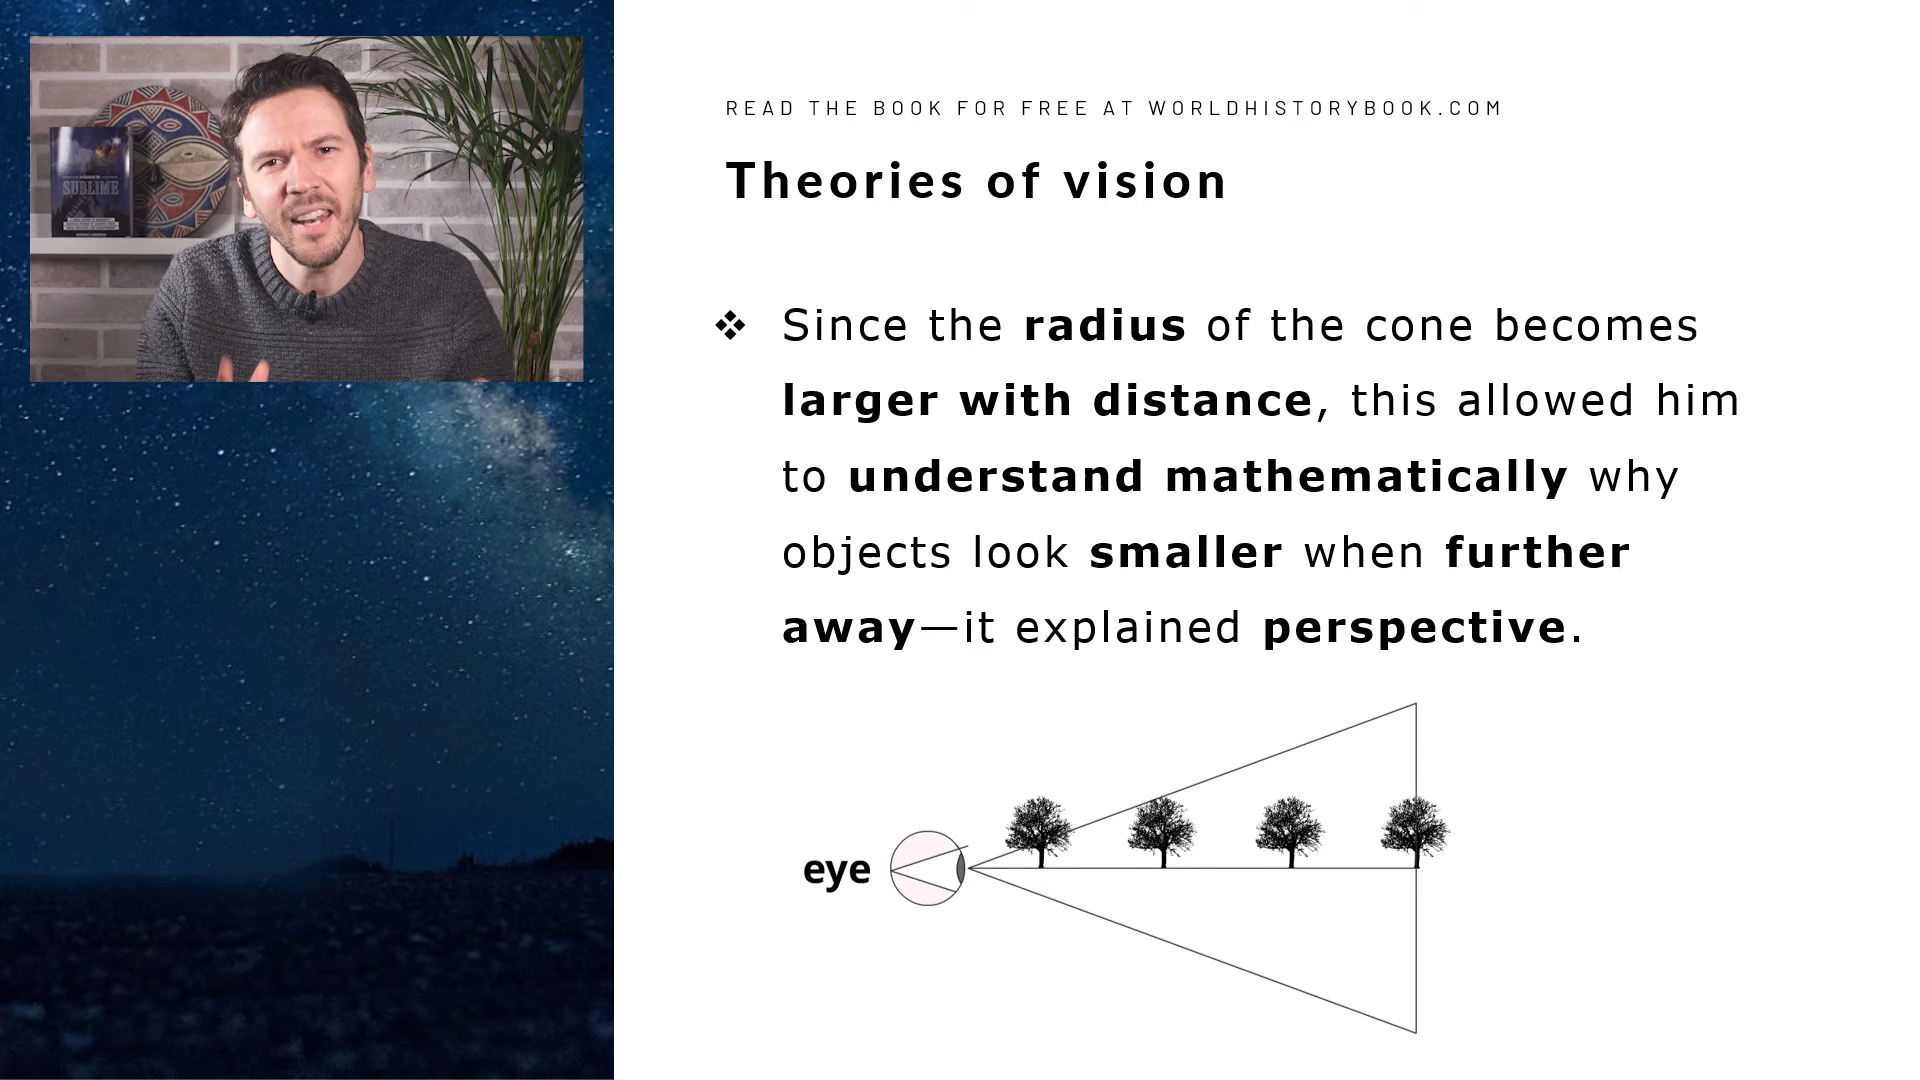 READ THE BOOK FOR FREE AT WORLDHISTORYBOOK.COM
Theories of vision
❖ Since the radius of the cone becomes
larger with distance, this allowed him
to understand mathematically why
objects look smaller when further
away—it explained perspective.
eye
SUBLIME